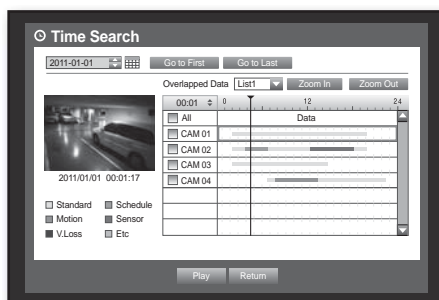 Time Search
2011-01-01 Go to First Go to Last
Overlapped Data List1 Zoom In Zoom Out
00:01 0 12 24
All Data
CAM 01
CAM 02
CAM 03
CAM 04
2011/01/01 00:01:17
Standard Schedule
Motion Sensor
V.Loss Etc
Play Return